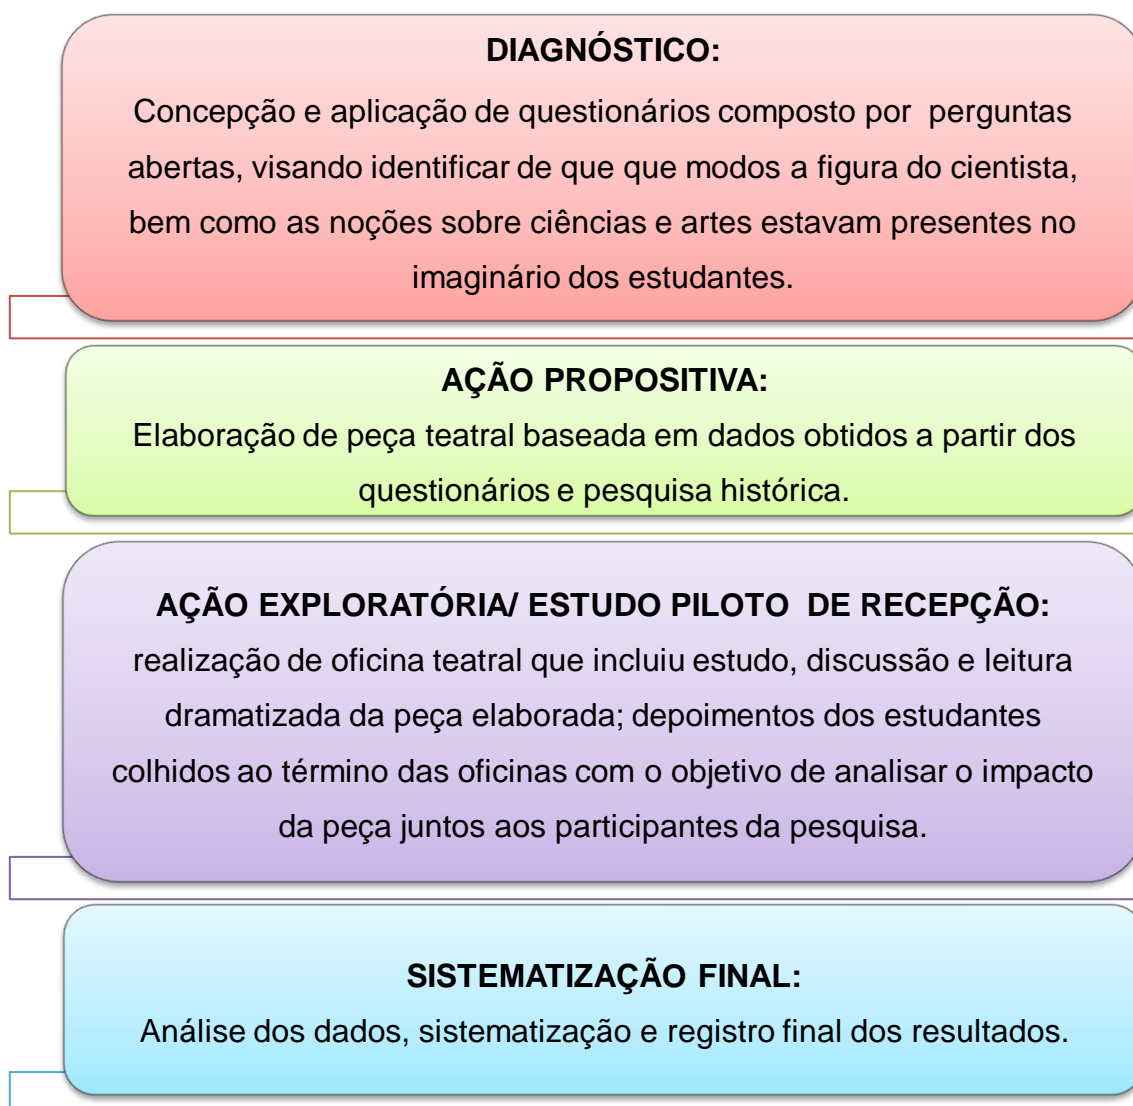 DIAGNÓSTICO:
Concepção e aplicação de questionários composto por perguntas
abertas, visando identificar de que que modos a figura do cientista,
bem como as noções sobre ciências e artes estavam presentes no
imaginário dos estudantes.
AÇÃO PROPOSITIVA:
Elaboração de peça teatral baseada em dados obtidos a partir dos
questionários e pesquisa histórica.
AÇÃO EXPLORATÓRIA/ ESTUDO PILOTO DE RECEPÇÃO:
realização de oficina teatral que incluiu estudo, discussão e leitura
dramatizada da peça elaborada; depoimentos dos estudantes
colhidos ao término das oficinas com o objetivo de analisar o impacto
da peça juntos aos participantes da pesquisa.
SISTEMATIZAÇÃO FINAL:
Análise dos dados, sistematização e registro final dos resultados.